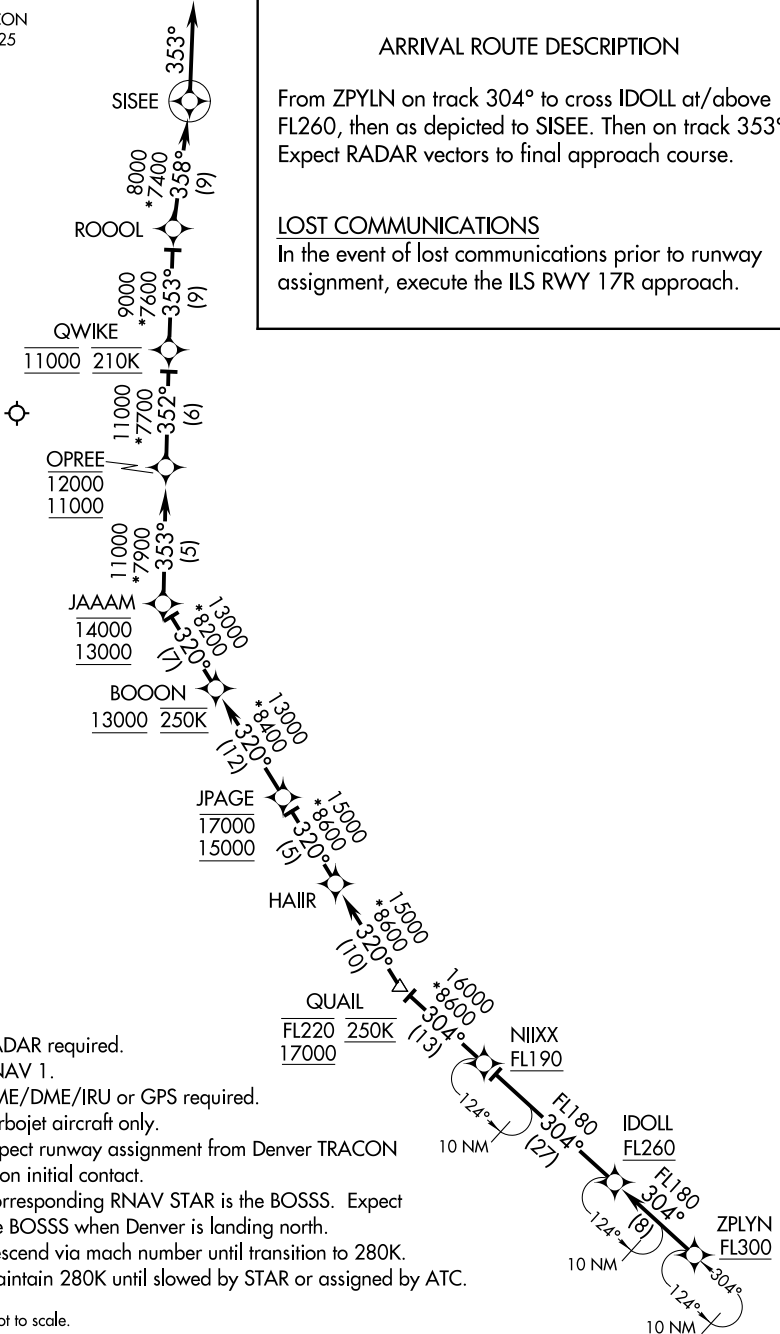 CON
25
353°
SISEE
ARRIVAL ROUTE DESCRIPTION
From ZPYLN on track 304° to cross IDOLL at/above
FL260, then as depicted to SISEE. Then on track 353°
Expect RADAR vectors to final approach course.
LOST COMMUNICATIONS
In the event of lost communications prior to runway
assignment, execute the ILS RWY 17R approach.
8000
*7400
358°
(9)
ROOOL
9000
*7600
353°
(9)
QWIKE
11000 210K
11000
*7700
352°
(6)
OPREE
12000
11000
11000
*7900
353°
(5)
JAAAM
14000
13000
13000
*8200
320°
(7)
BOOON
13000 250K
13000
*8400
320°
(12)
JPAGE
17000
15000
15000
*8600
320°
(5)
HAIIR
15000
*8600
320°
(10)
QUAIL
FL220 250K
17000
16000
*8600
304°
(13)
NIIXX
FL190
124°
10 NM
FL180
304°
(27)
IDOLL
FL260
124°
10 NM
FL180
304°
(8)
ZPLYN
FL300
304°
124°
10 NM
ADAR required.
NAV 1.
ME/DME/IRU or GPS required.
rbojet aircraft only.
pect runway assignment from Denver TRACON
on initial contact.
orresponding RNAV STAR is the BOSSS. Expect
e BOSSS when Denver is landing north.
escend via mach number until transition to 280K.
aintain 280K until slowed by STAR or assigned by ATC.
ot to scale.